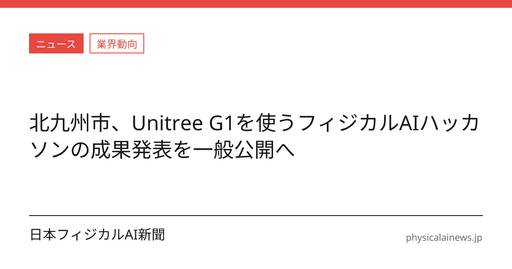 ニュース 業界動向
北九州市、Unitree G1を使うフィジカルAIハッカ
ソンの成果発表を一般公開へ
日本フィジカルAI新聞 physicalainews.jp